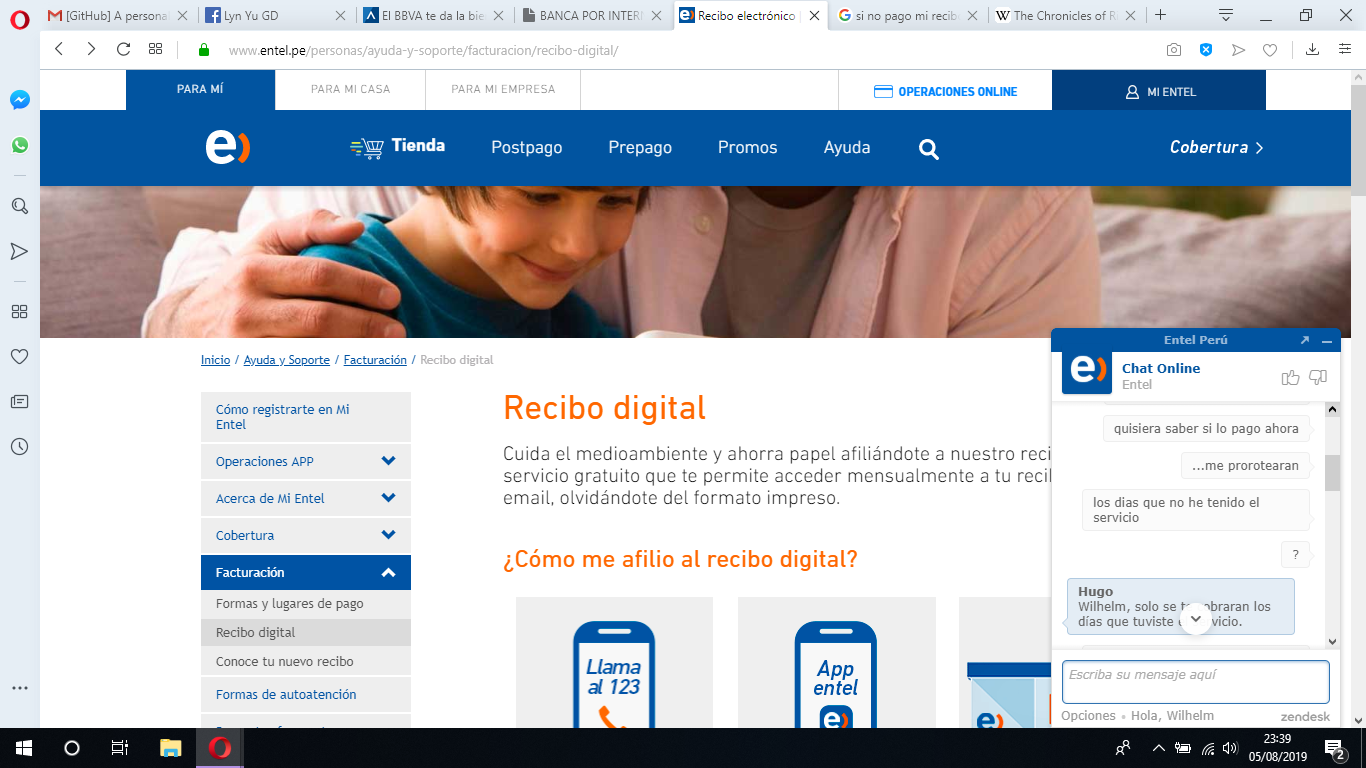 [GitHub] A personal
Lyn Yu GD
El BBVA te da la bie
BANCA POR INTER
Recibo electrónico
si no pago mi recib
The Chronicles of R
www.entel.pe/personas/ayuda-y-soporte/facturacion/recibo-digital/
PARA MÍ
PARA MI CASA
PARA MI EMPRESA
OPERACIONES ONLINE
MI ENTEL
e)
Tienda
Postpago
Prepago
Promos
Ayuda
Cobertura
Inicio / Ayuda y Soporte / Facturación / Recibo digital
Cómo registrarte en Mi
Entel
Operaciones APP
Acerca de Mi Entel
Cobertura
Facturación
Formas y lugares de pago
Recibo digital
Conoce tu nuevo recibo
Formas de autoatención
Recibo digital
Cuida el medioambiente y ahorra papel afiliándote a nuestro reci
servicio gratuito que te permite acceder mensualmente a tu recib
email, olvidándote del formato impreso.
¿Cómo me afilio al recibo digital?
Llama
al 123
App
entel
e)
e)
Entel Perú
e)
Chat Online
Entel
quisiera saber si lo pago ahora
...me prorotearan
los dias que no he tenido el
servicio
?
Hugo
Wilhelm, solo se te cobraran los
días que tuviste servicio.
Escriba su mensaje aquí
Opciones • Hola, Wilhelm
zendesk
23:39
05/08/2019
2